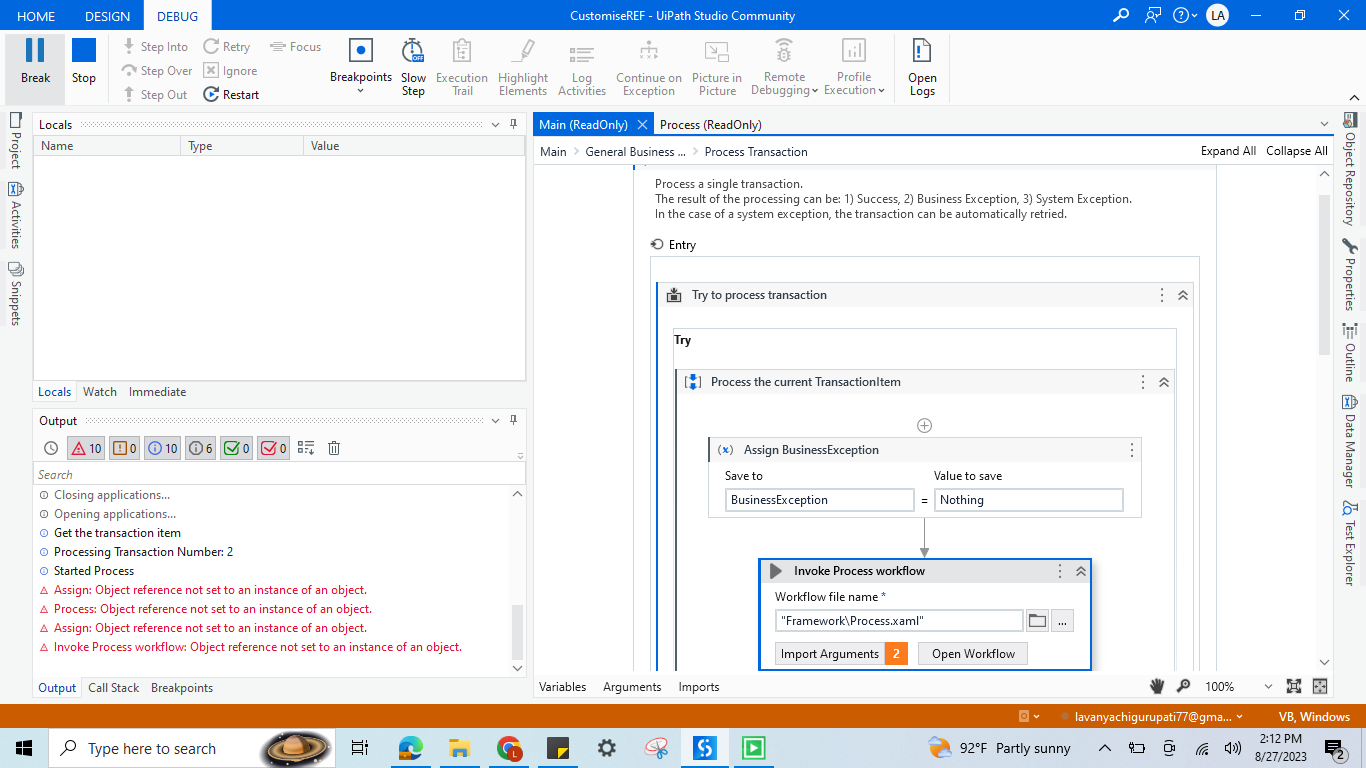 HOME DESIGN DEBUG CustomiseREF - UiPath Studio Community LA
Break
Stop
Step Into
Step Over
Step Out
Retry
Ignore
Restart
Focus
Breakpoints
Slow
Step
Execution
Trail
Highlight
Elements
Log
Activities
Continue on
Exception
Picture in
Picture
Remote
Debugging
Profile
Execution
Open
Logs
Project
Activities
Snippets
Locals
Name Type Value
Locals Watch Immediate
Output
10 0 10 6 0 0
Search
Closing applications...
Opening applications...
Get the transaction item
Processing Transaction Number: 2
Started Process
Assign: Object reference not set to an instance of an object.
Process: Object reference not set to an instance of an object.
Assign: Object reference not set to an instance of an object.
Invoke Process workflow: Object reference not set to an instance of an object.
Output Call Stack Breakpoints
Main (ReadOnly) Process (ReadOnly)
Main > General Business ... > Process Transaction Expand All Collapse All
Process a single transaction.
The result of the processing can be: 1) Success, 2) Business Exception, 3) System Exception.
In the case of a system exception, the transaction can be automatically retried.
Entry
Try to process transaction
Try
Process the current TransactionItem
(x) Assign BusinessException
Save to Value to save
BusinessException = Nothing
Invoke Process workflow
Workflow file name *
"Framework\Process.xaml" ...
Import Arguments 2 Open Workflow
Variables Arguments Imports 100%
Object Repository
Properties
Outline
Data Manager
Test Explorer
lavanyachigurupati77@gma... VB, Windows
Type here to search
92°F Partly sunny
2:12 PM
8/27/2023
2